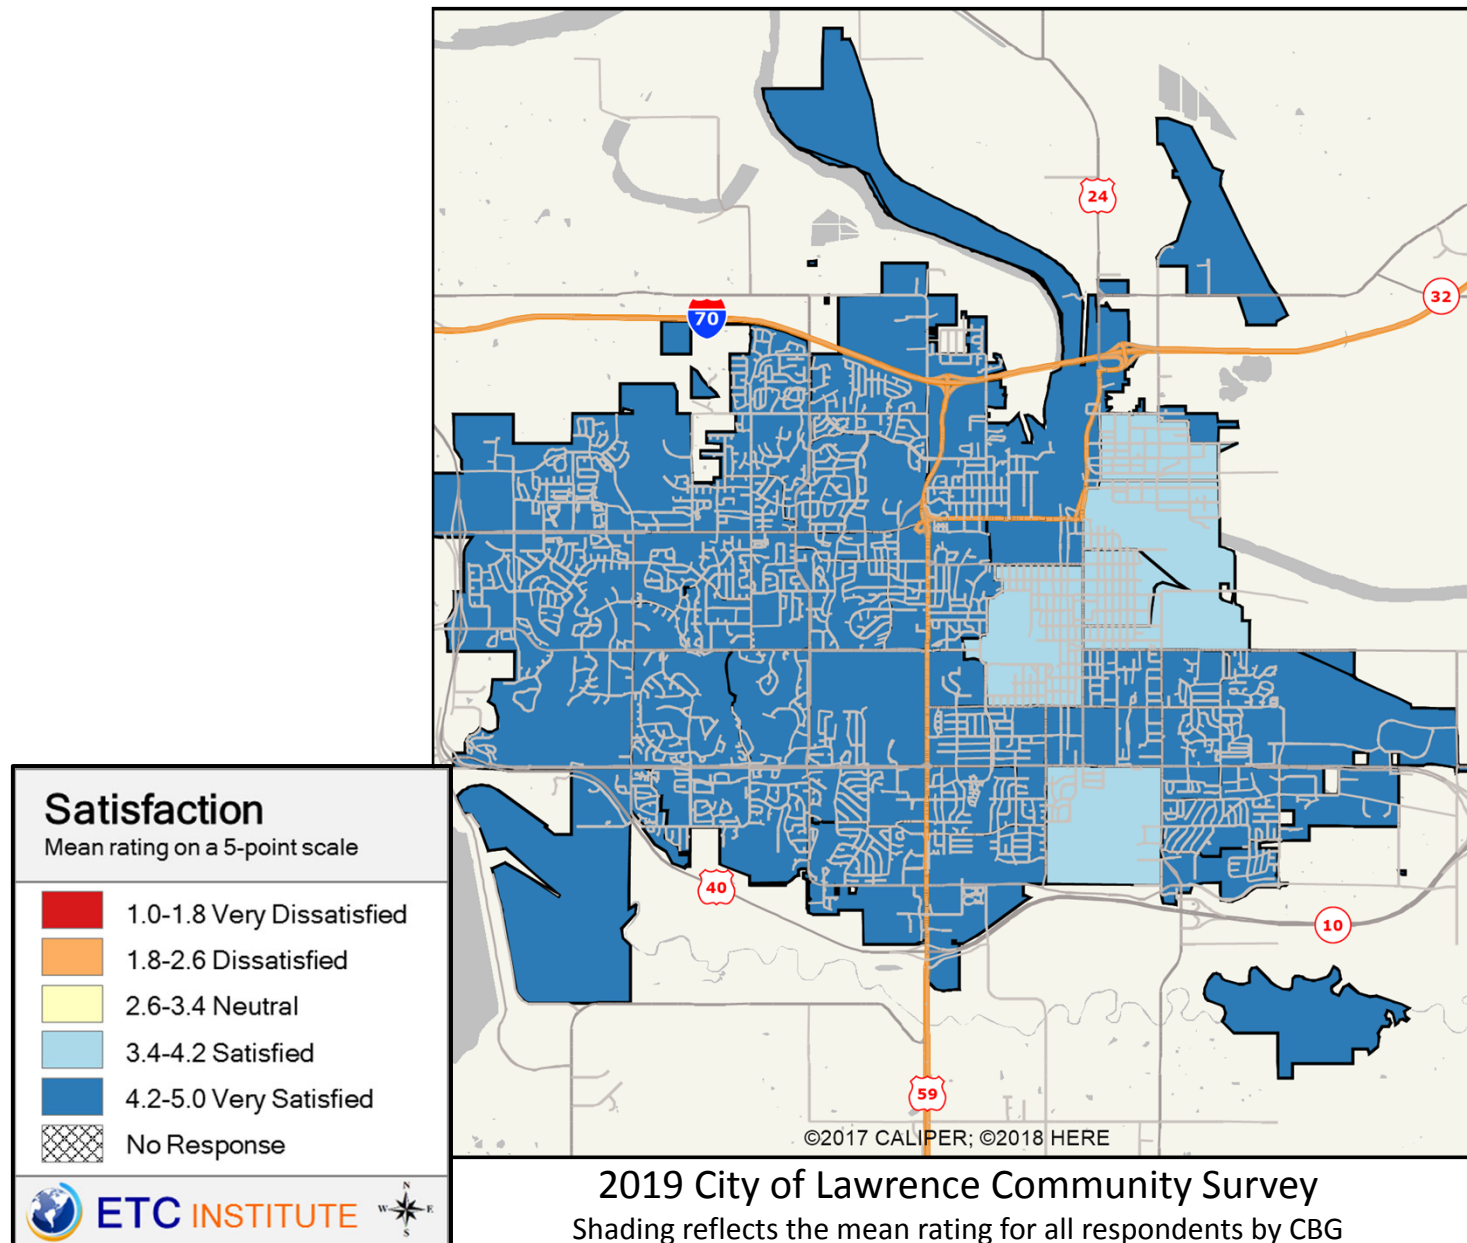 24
32
70
40
10
59
©2017 CALIPER; ©2018 HERE
Satisfaction
Mean rating on a 5-point scale
1.0-1.8 Very Dissatisfied
1.8-2.6 Dissatisfied
2.6-3.4 Neutral
3.4-4.2 Satisfied
4.2-5.0 Very Satisfied
No Response
ETC INSTITUTE
N
W E
S
2019 City of Lawrence Community Survey
Shading reflects the mean rating for all respondents by CBG